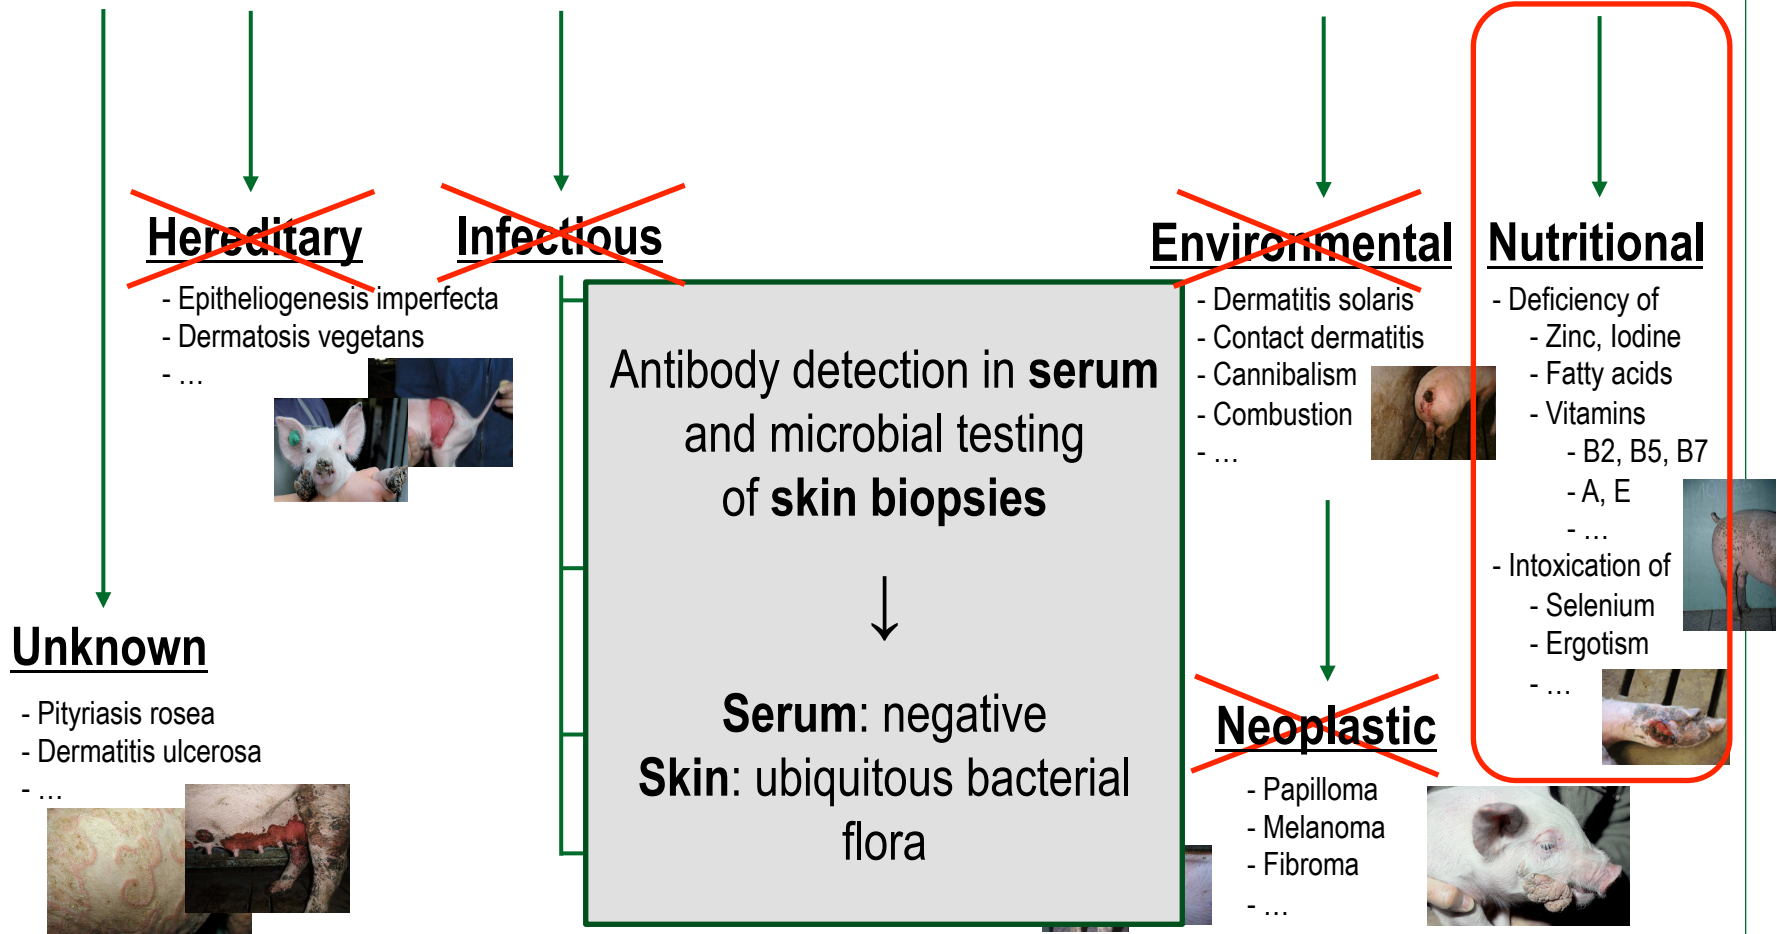 Hereditary
- Epitheliogenesis imperfecta
- Dermatosis vegetans
- …
Infectious
Antibody detection in serum
and microbial testing
of skin biopsies
↓
Serum: negative
Skin: ubiquitous bacterial
flora
Environmental
- Dermatitis solaris
- Contact dermatitis
- Cannibalism
- Combustion
- …
Nutritional
- Deficiency of
- Zinc, Iodine
- Fatty acids
- Vitamins
- B2, B5, B7
- A, E
- …
- Intoxication of
- Selenium
- Ergotism
- …
Unknown
- Pityriasis rosea
- Dermatitis ulcerosa
- …
Neoplastic
- Papilloma
- Melanoma
- Fibroma
- …